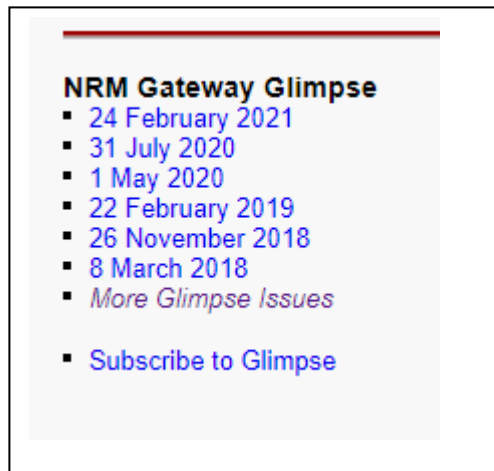 NRM Gateway Glimpse
24 February 2021
31 July 2020
1 May 2020
22 February 2019
26 November 2018
8 March 2018
More Glimpse Issues
Subscribe to Glimpse